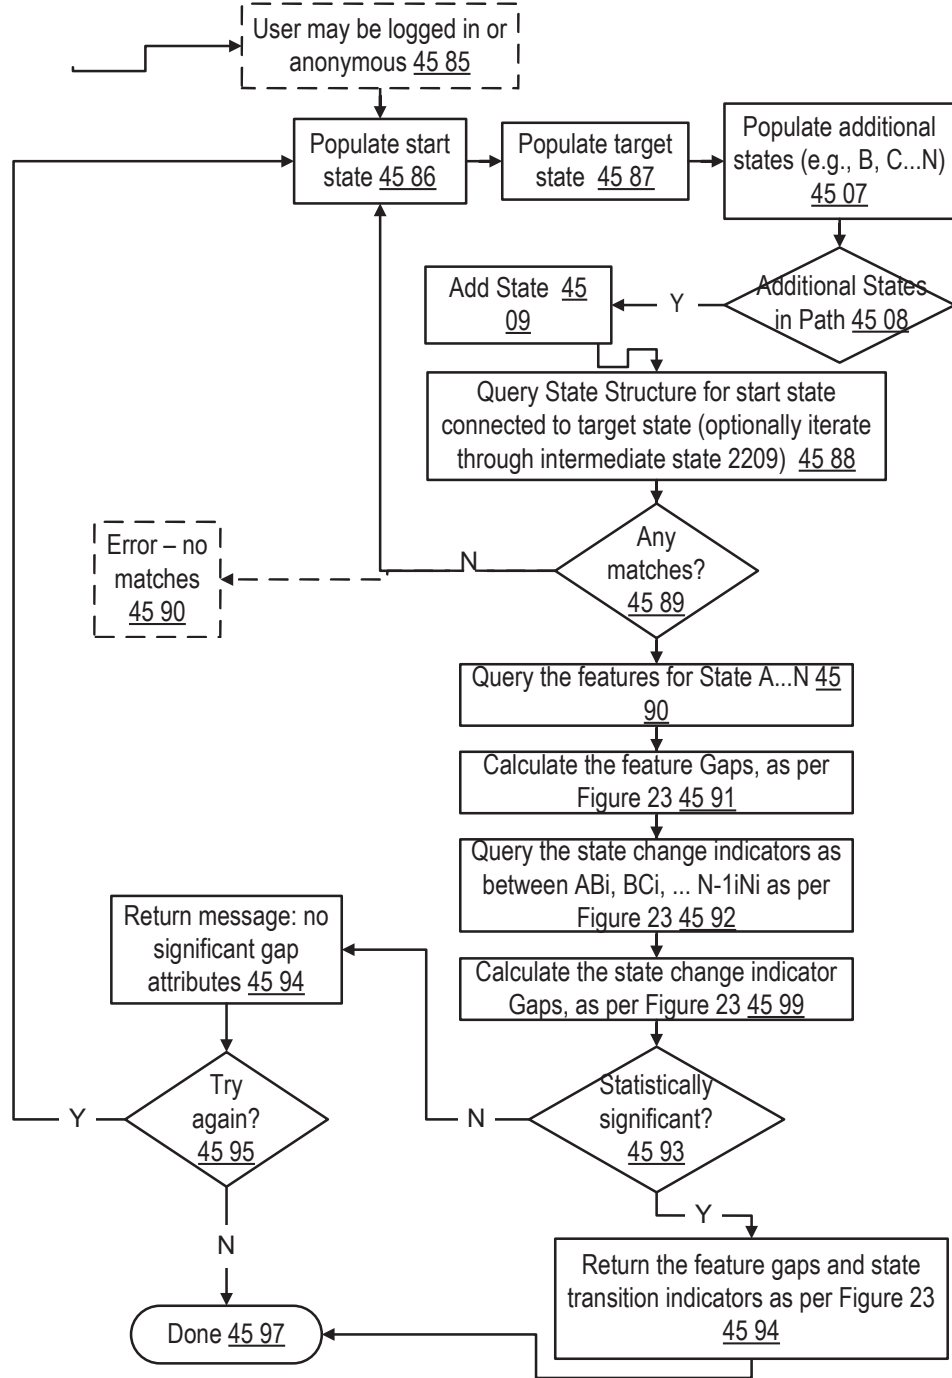 User may be logged in or
anonymous 45 85
Populate start
state 45 86
Populate target
state 45 87
Populate additional
states (e.g., B, C...N)
45 07
Additional States
in Path 45 08
Y
Add State 45
09
Query State Structure for start state
connected to target state (optionally iterate
through intermediate state 2209) 45 88
Any
matches?
45 89
N
Error – no
matches
45 90
Query the features for State A...N 45
90
Calculate the feature Gaps, as per
Figure 23 45 91
Query the state change indicators as
between ABi, BCi, ... N-1iNi as per
Figure 23 45 92
Calculate the state change indicator
Gaps, as per Figure 23 45 99
Statistically
significant?
45 93
N
Return message: no
significant gap
attributes 45 94
Try
again?
45 95
Y
N
Y
Return the feature gaps and state
transition indicators as per Figure 23
45 94
Done 45 97